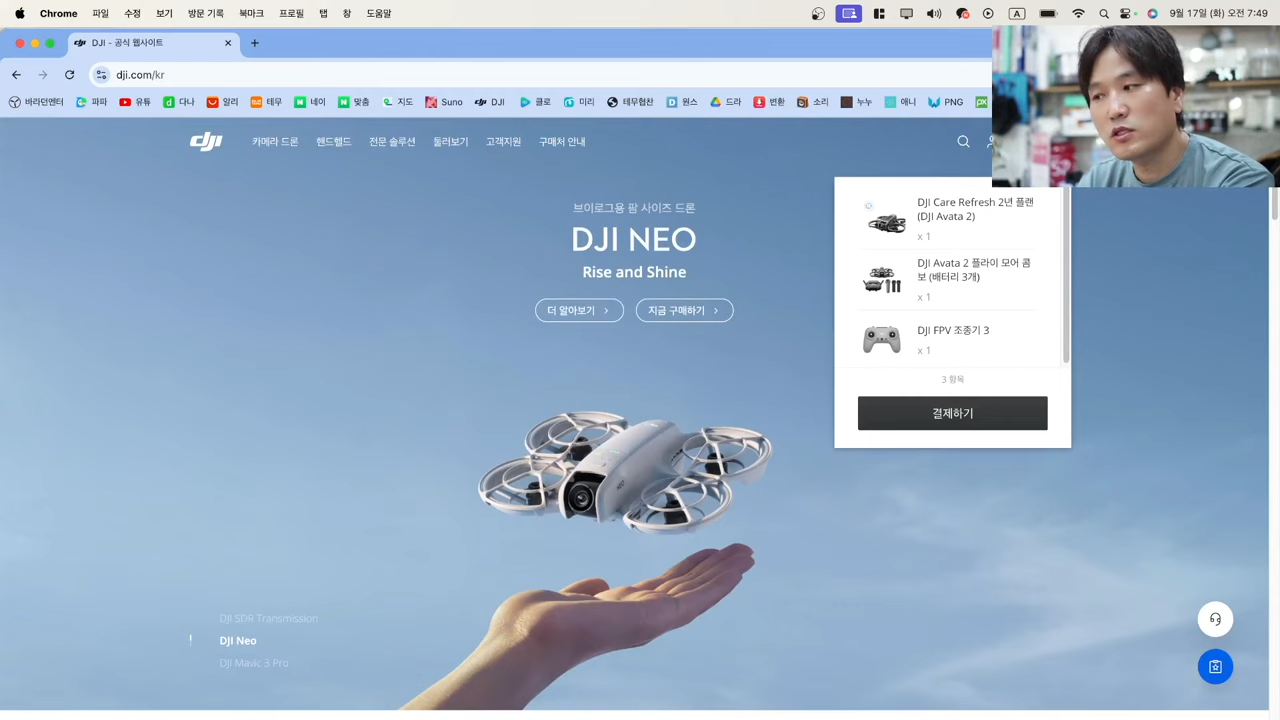 Chrome 파일 수정 보기 방문 기록 북마크 프로필 탭 창 도움말
A
9월 17일 (화) 오전 7:49
dji DJI - 공식 웹사이트
dji.com/kr
바라던엔터 파파 유튜 다나 알리 테무 네이 맞춤 지도 Suno DJI 클로 미리 테무협찬 원스 드라 변환 소리 누누 애니 PNG
dji 카메라 드론 핸드헬드 전문 솔루션 둘러보기 고객지원 구매처 안내
브이로그용 팜 사이즈 드론
DJI NEO
Rise and Shine
더 알아보기 >
지금 구매하기 >
DJI Care Refresh 2년 플랜
(DJI Avata 2)
x 1
DJI Avata 2 플라이 모어 콤
보 (배터리 3개)
x 1
DJI FPV 조종기 3
x 1
3 항목
결제하기
NEO
DJI SDR Transmission
DJI Neo
DJI Mavic 3 Pro